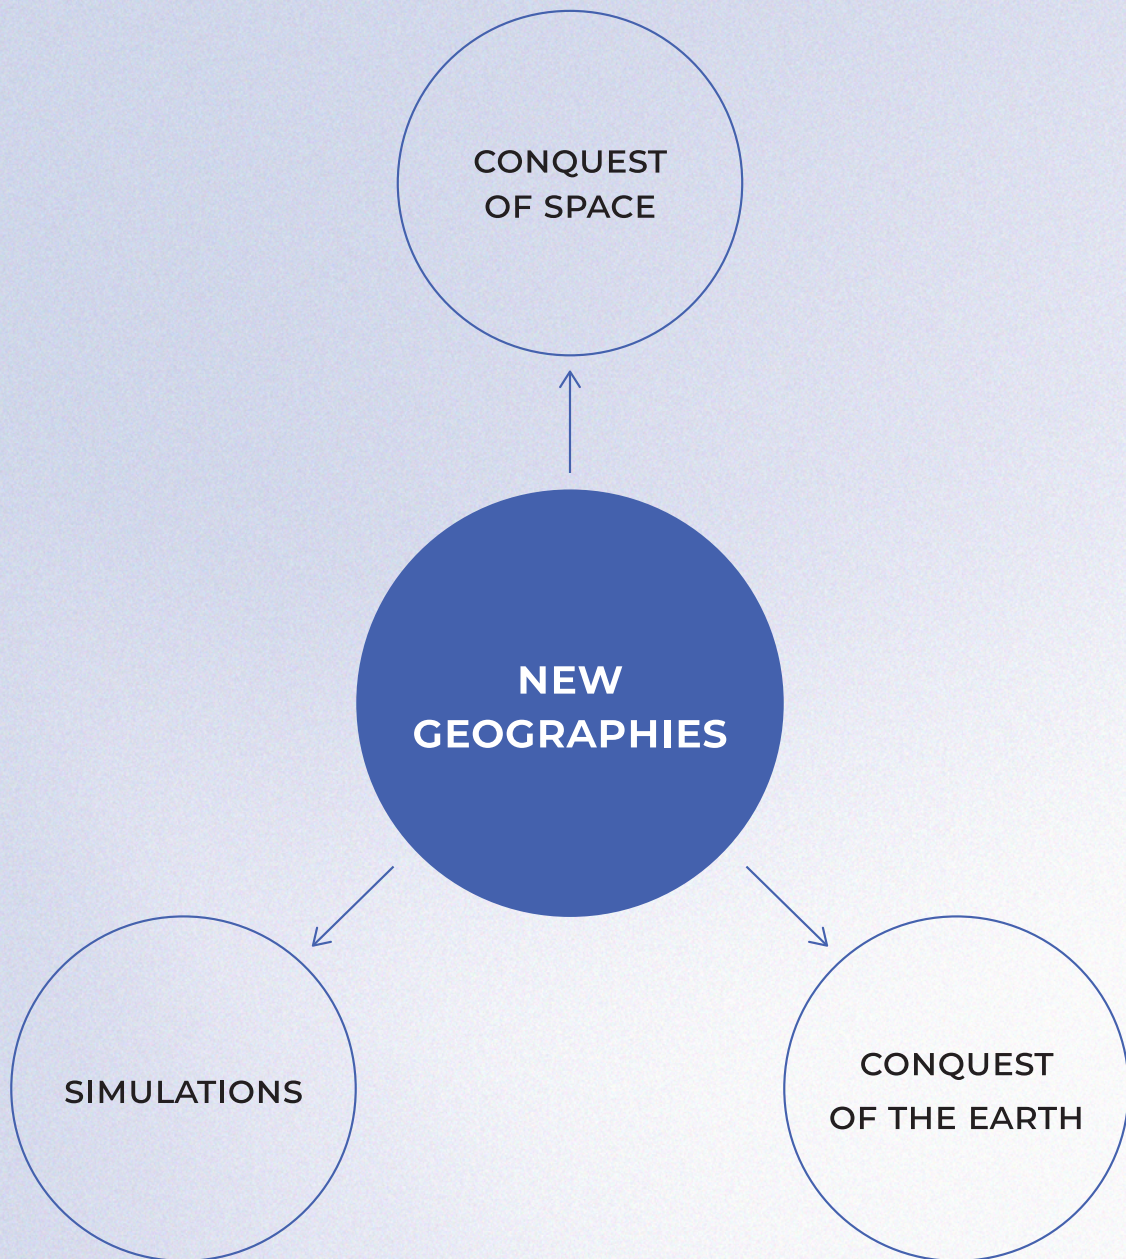 CONQUEST
OF SPACE
NEW
GEOGRAPHIES
SIMULATIONS
CONQUEST
OF THE EARTH